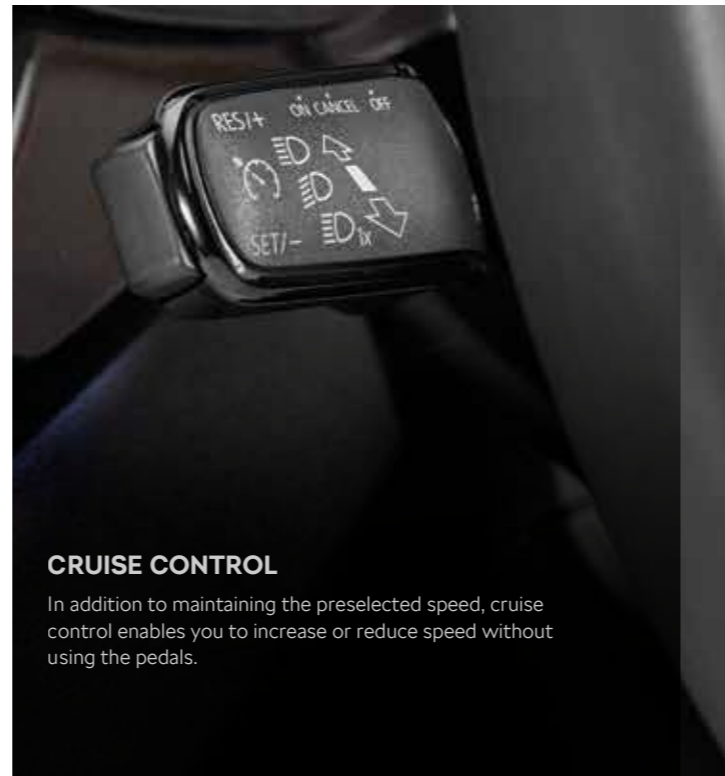 RES/+ ON CANCEL OFF
SET/- 1x
CRUISE CONTROL
In addition to maintaining the preselected speed, cruise
control enables you to increase or reduce speed without
using the pedals.